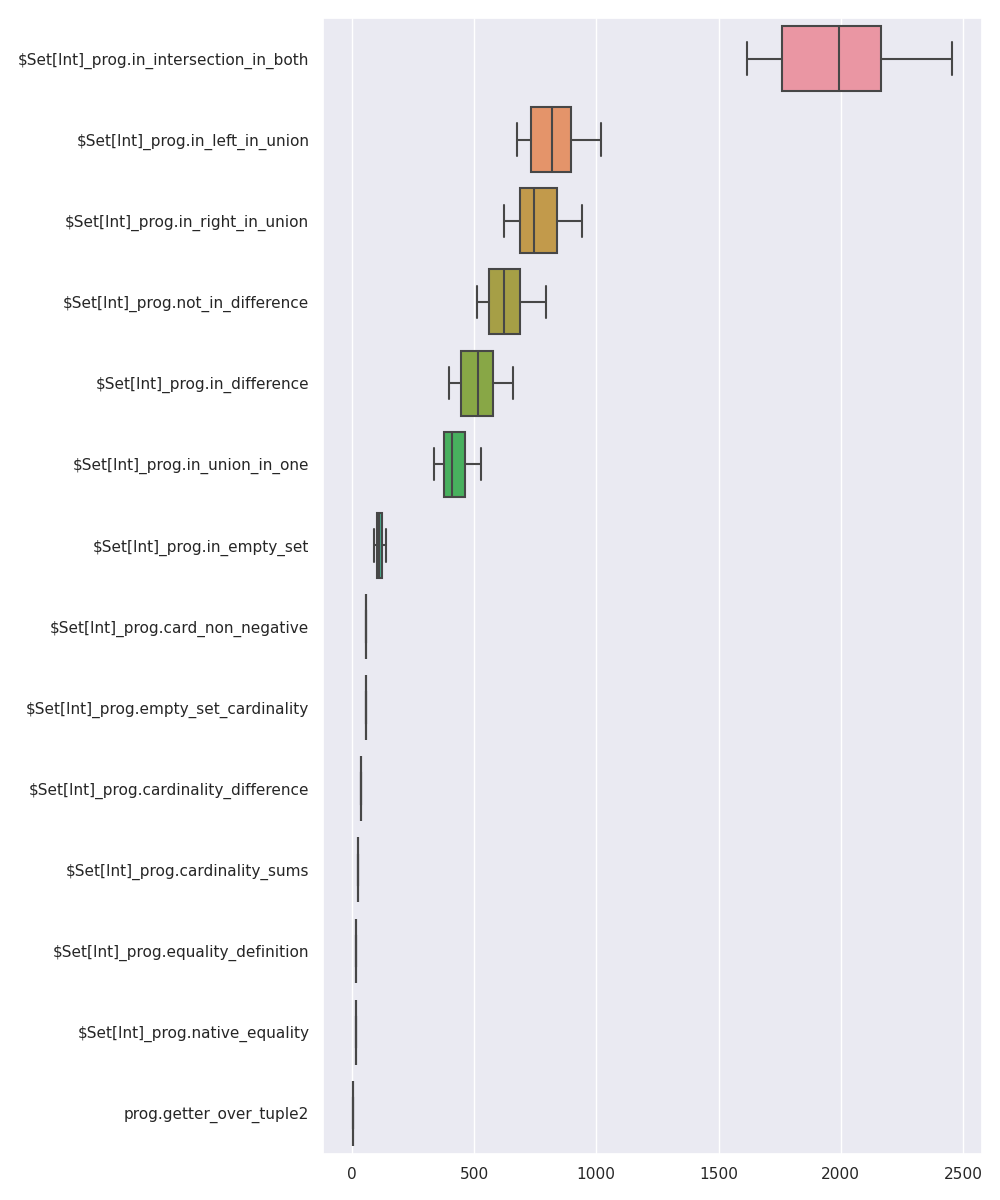 $Set[Int]_prog.in_intersection_in_both
$Set[Int]_prog.in_left_in_union
$Set[Int]_prog.in_right_in_union
$Set[Int]_prog.not_in_difference
$Set[Int]_prog.in_difference
$Set[Int]_prog.in_union_in_one
$Set[Int]_prog.in_empty_set
$Set[Int]_prog.card_non_negative
$Set[Int]_prog.empty_set_cardinality
$Set[Int]_prog.cardinality_difference
$Set[Int]_prog.cardinality_sums
$Set[Int]_prog.equality_definition
$Set[Int]_prog.native_equality
prog.getter_over_tuple2
0 500 1000 1500 2000 2500